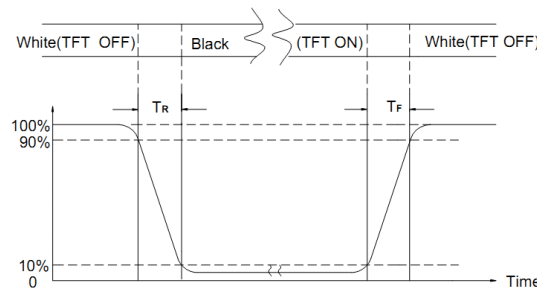 White(TFT OFF) Black (TFT ON) White(TFT OFF)
TR TF
100%
90%
10%
0
Time